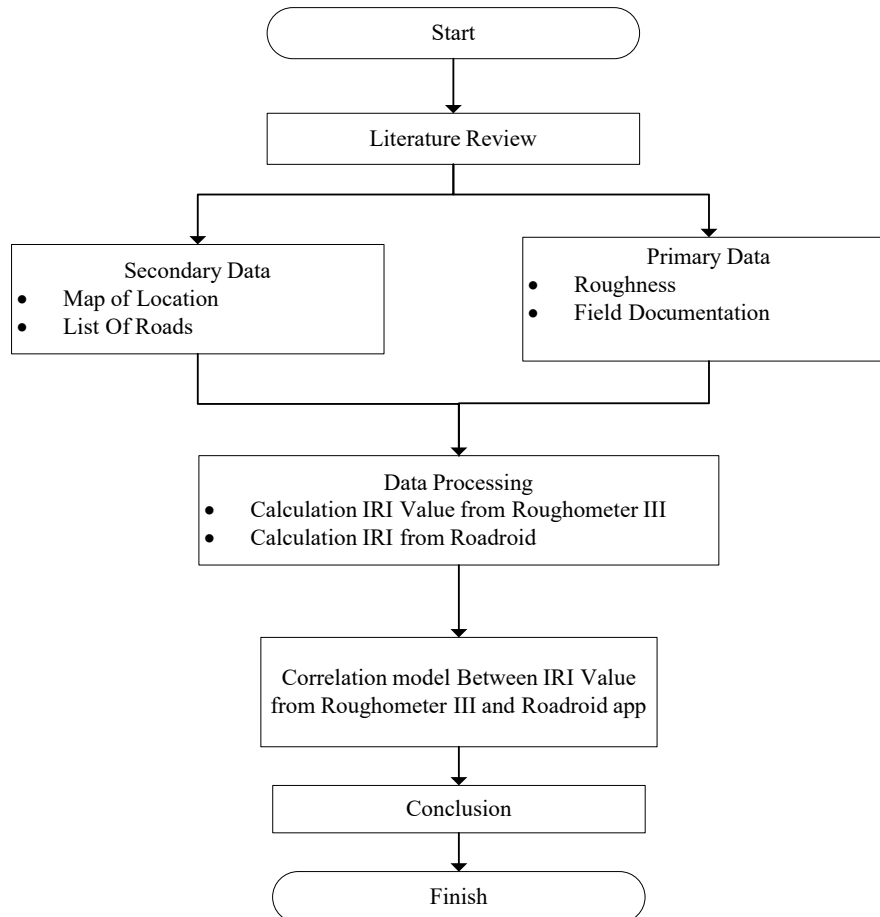 Start
Literature Review
Secondary Data
• Map of Location
• List Of Roads
Primary Data
• Roughness
• Field Documentation
Data Processing
• Calculation IRI Value from Roughometer III
• Calculation IRI from Roadroid
Correlation model Between IRI Value
from Roughometer III and Roadroid app
Conclusion
Finish